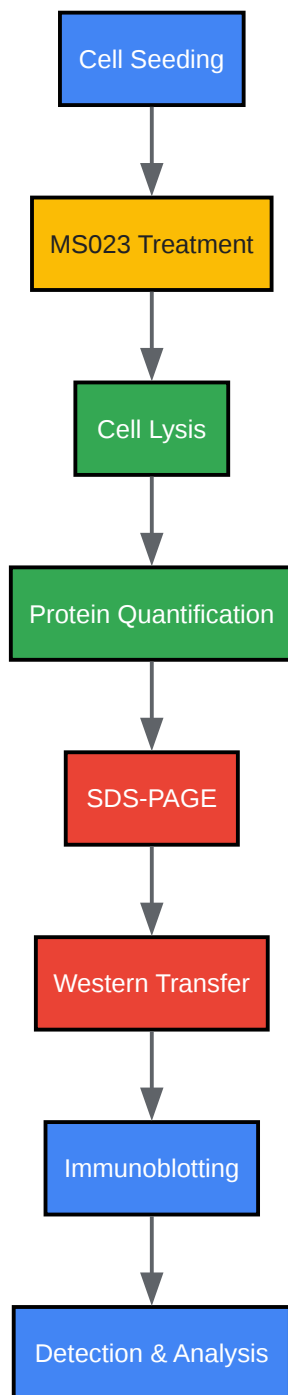 Cell Seeding
MS023 Treatment
Cell Lysis
Protein Quantification
SDS-PAGE
Western Transfer
Immunoblotting
Detection & Analysis